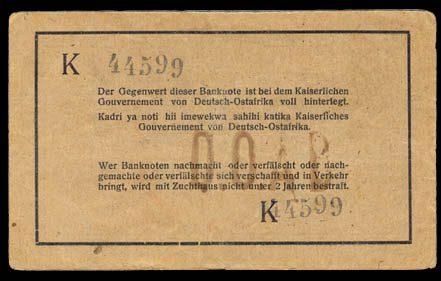 K 44599
Der Gegenwert dieser Banknote ist bei dem Kaiserlichen
Gouvernement von Deutsch-Ostafrika voll hinterlegt.
Kadri ya noti hii imewekwa sahibi katika Kaiserliches
Gouvernement von Deutsch-Ostafrika.
Wer Banknoten nachmacht oder verfälscht oder nach-
gemachte oder verfälschte sich verschafft und in Verkehr
bringt, wird mit Zuchthaus nicht unter 2 Jahren bestraft.
K 44599